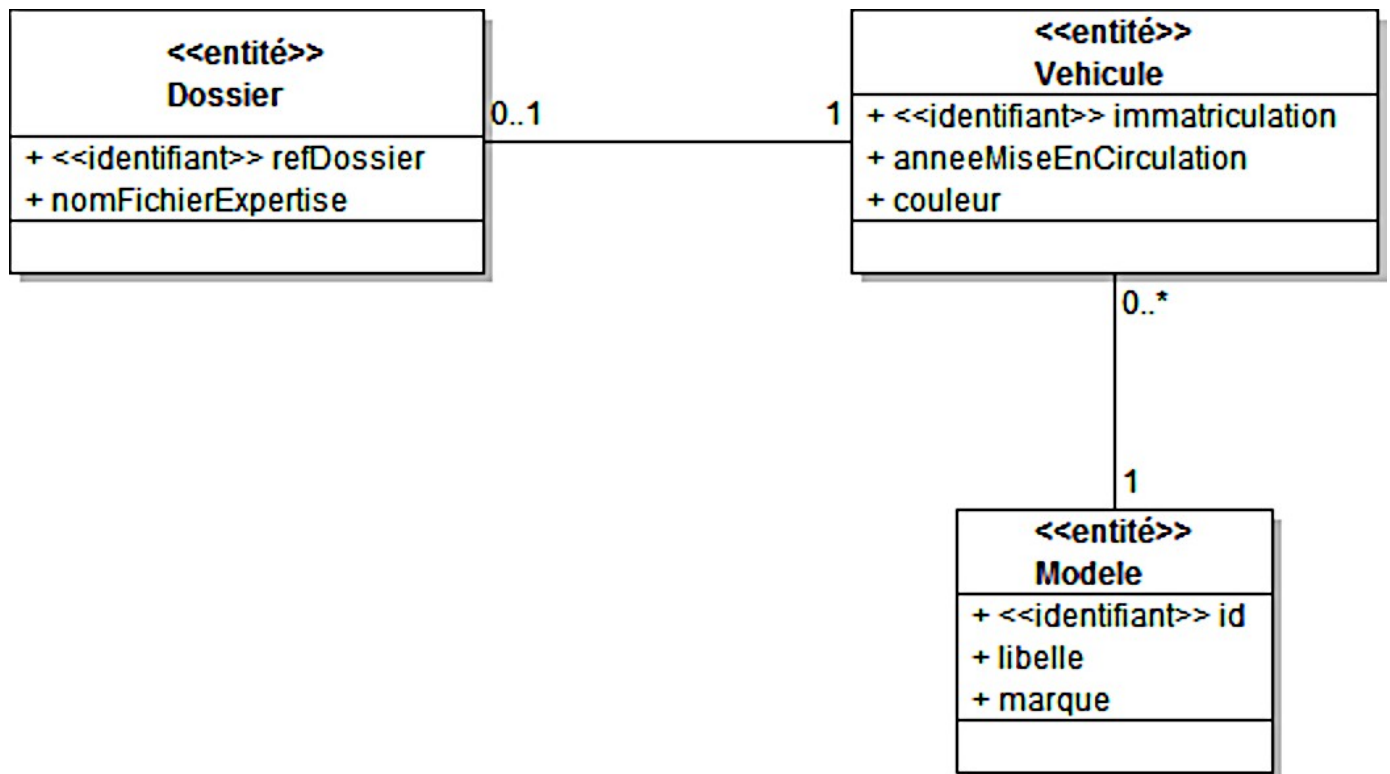 <<entité>>
Dossier
+ <<identifiant>> refDossier
+ nomFichierExpertise
0..1
1
<<entité>>
Vehicule
+ <<identifiant>> immatriculation
+ anneeMiseEnCirculation
+ couleur
0..*
1
<<entité>>
Modele
+ <<identifiant>> id
+ libelle
+ marque